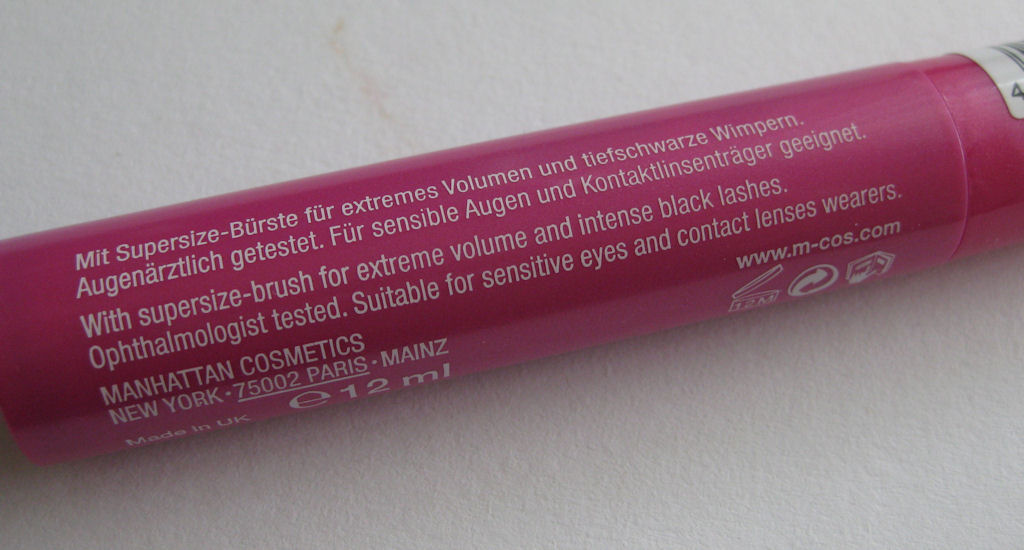 Mit Supersize-Bürste für extremes Volumen und tiefschwarze Wimpern.
Augenärztlich getestet. Für sensible Augen und Kontaktlinsenträger geeignet.
With supersize-brush for extreme volume and intense black lashes.
Ophthalmologist tested. Suitable for sensitive eyes and contact lenses wearers.
MANHATTAN COSMETICS
NEW YORK · 75002 PARIS · MAINZ
Made in UK
e 12 ml
www.m-cos.com
12M
4